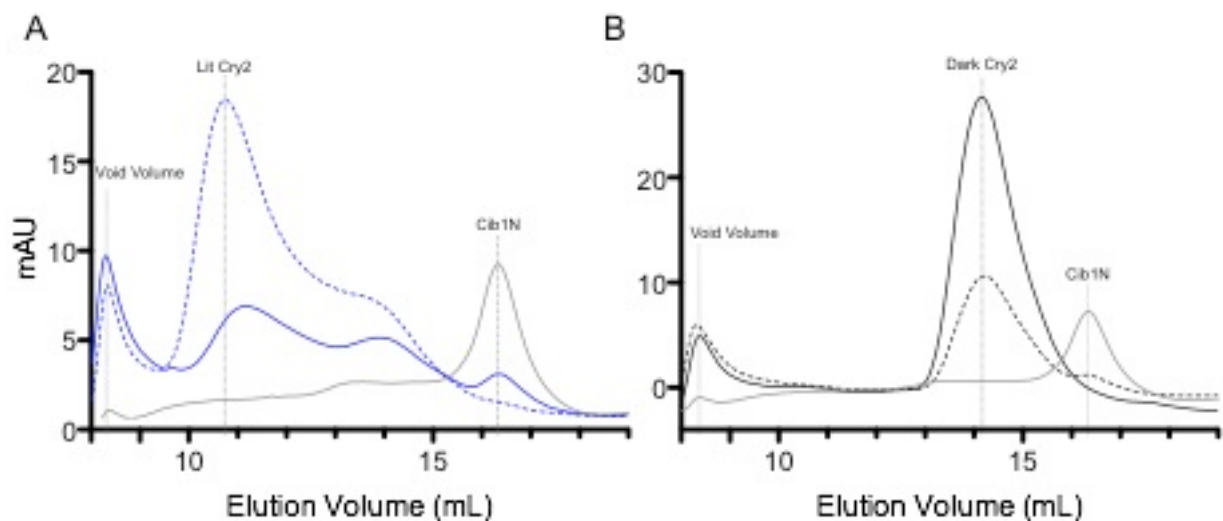 A
mAU
20
15
10
5
0
Void Volume
Lit Cry2
Cib1N
10
15
Elution Volume (mL)
B
30
20
10
0
Void Volume
Dark Cry2
Cib1N
10
15
Elution Volume (mL)